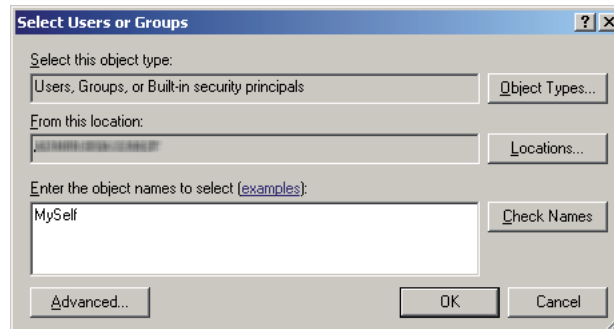 Select Users or Groups
Select this object type:
Users, Groups, or Built-in security principals
Object Types...
From this location:
Locations...
Enter the object names to select (examples):
MySelf
Check Names
Advanced...
OK
Cancel